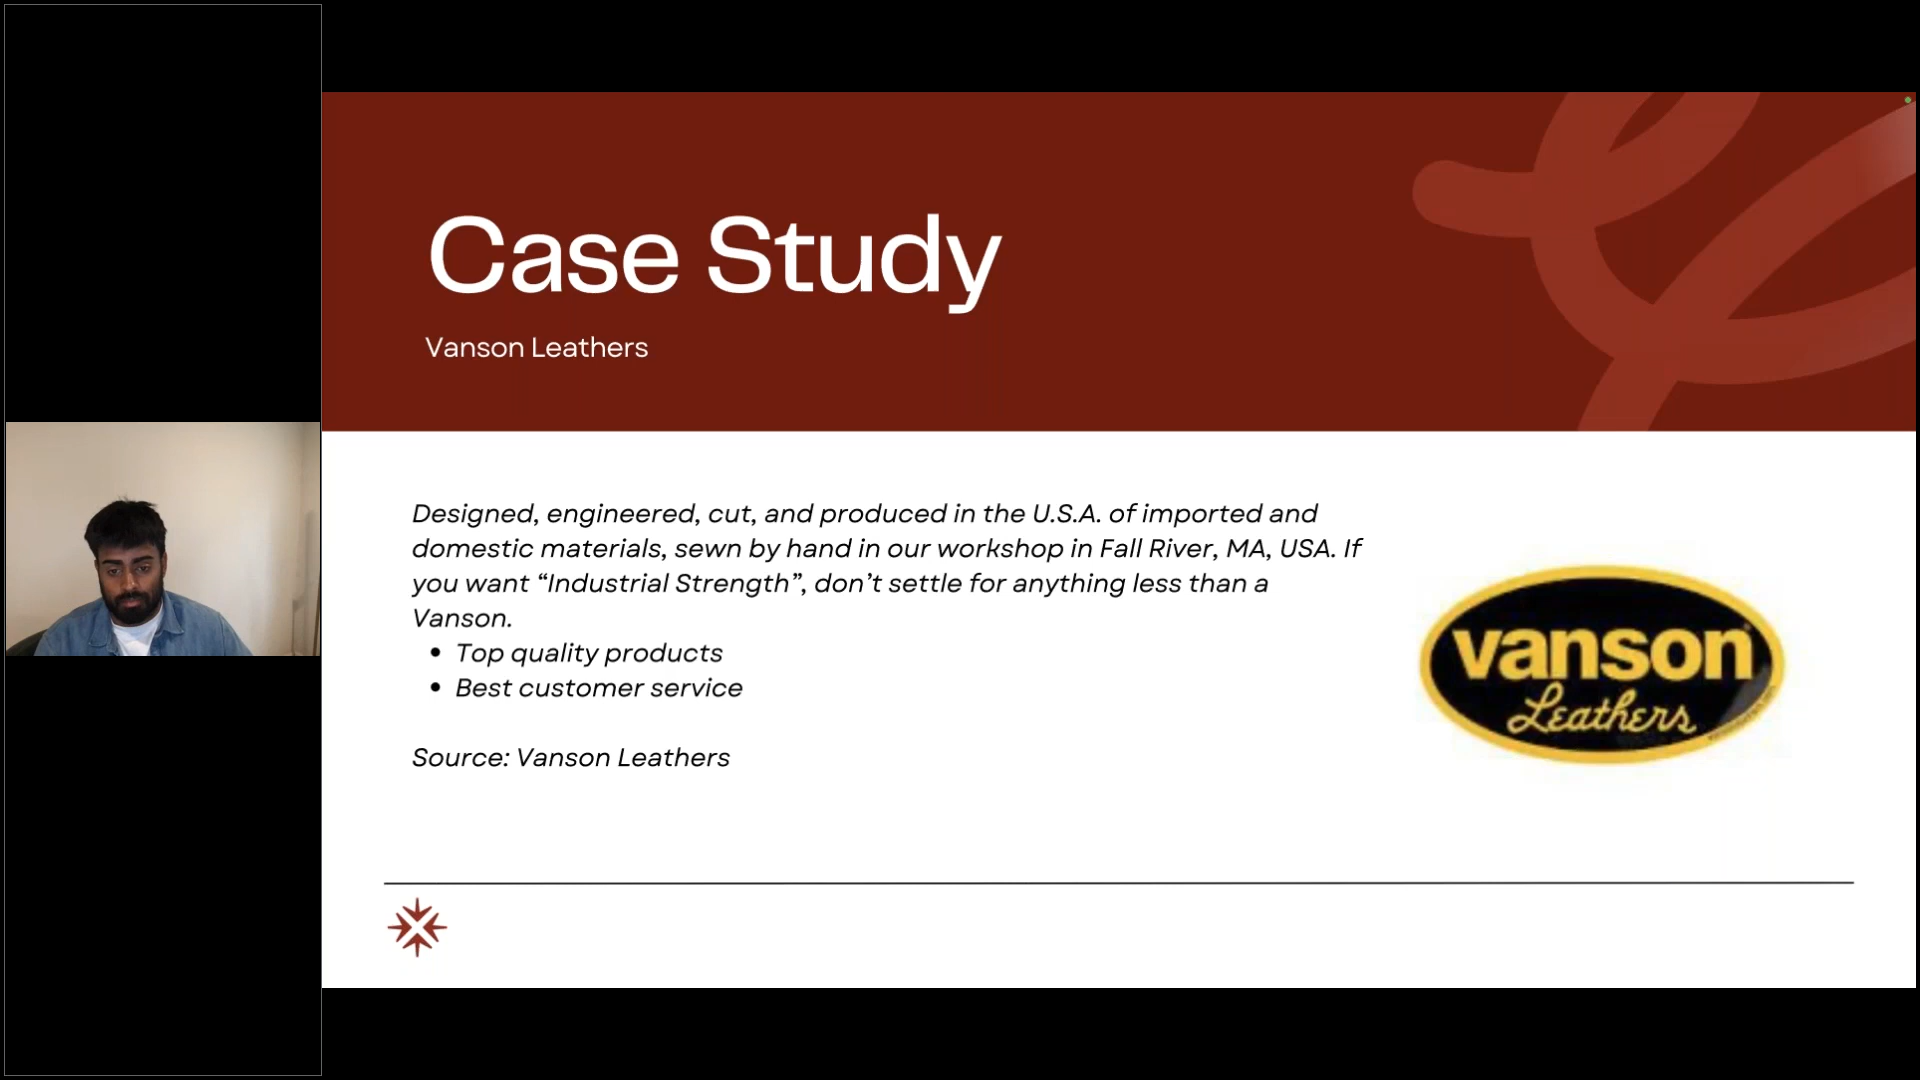 Case Study
Vanson Leathers
Designed, engineered, cut, and produced in the U.S.A. of imported and
domestic materials, sewn by hand in our workshop in Fall River, MA, USA. If
you want “Industrial Strength”, don’t settle for anything less than a
Vanson.
• Top quality products
• Best customer service
Source: Vanson Leathers
vanson
Leathers